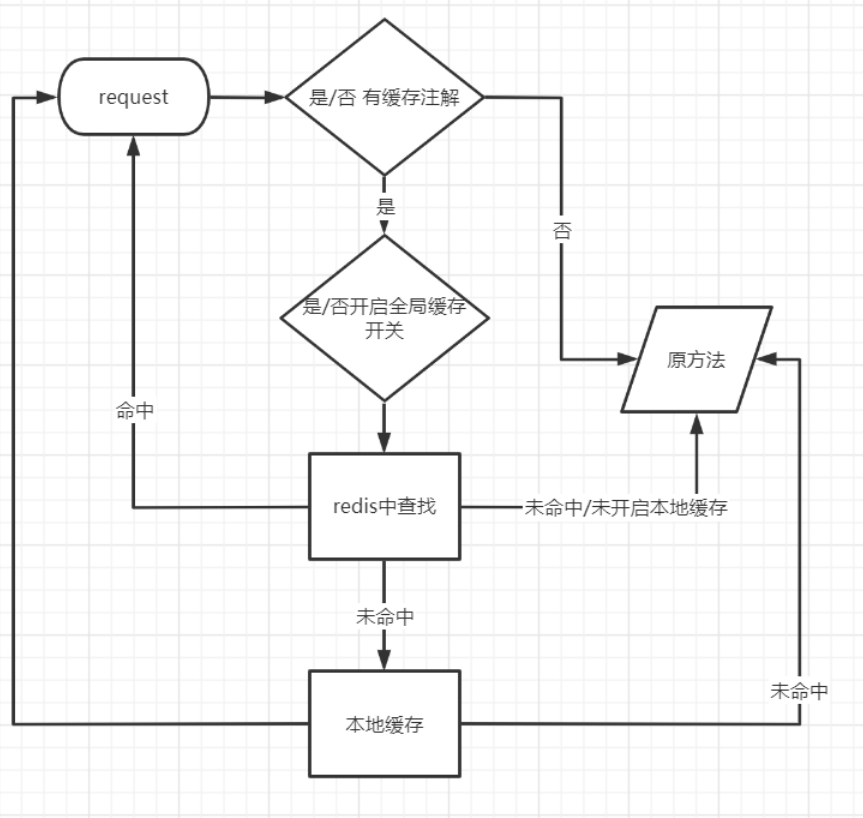 request
是/否 有缓存注解
是
否
是/否开启全局缓存
开关
原方法
命中
redis中查找
未命中/未开启本地缓存
未命中
未命中
本地缓存